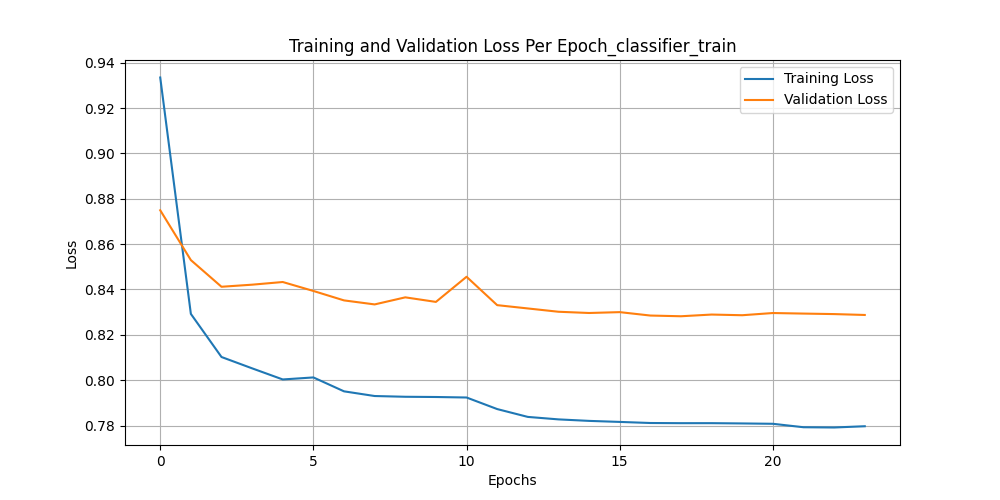 Training and Validation Loss Per Epoch_classifier_train
Training Loss
Validation Loss
Loss
0.94
0.92
0.90
0.88
0.86
0.84
0.82
0.80
0.78
0 5 10 15 20
Epochs